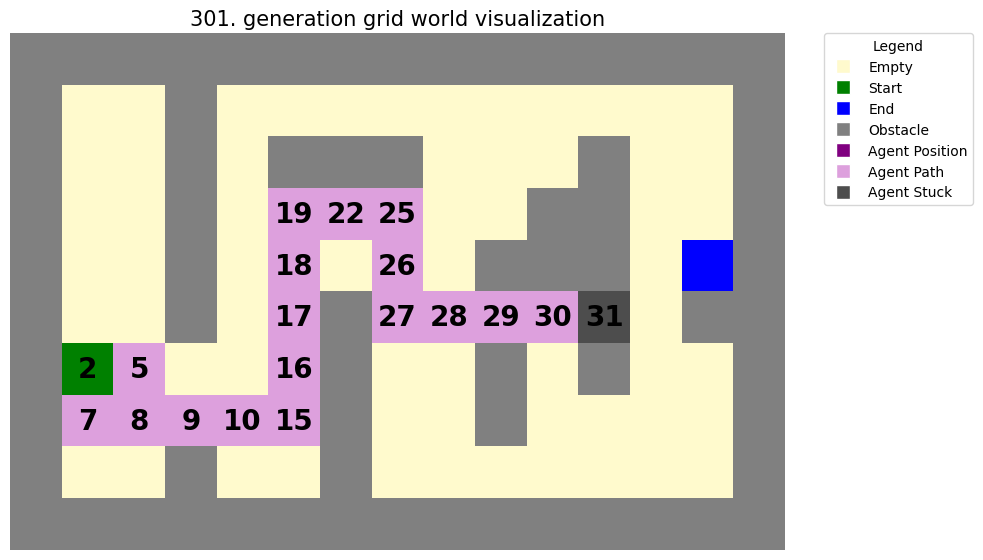 301. generation grid world visualization
Legend
Empty
Start
End
Obstacle
Agent Position
Agent Path
Agent Stuck
19 22 25
18 26
17 27 28 29 30 31
2 5 16
7 8 9 10 15